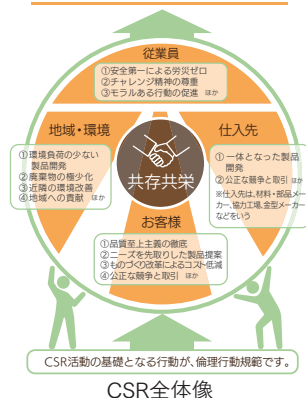 従業員
①安全第一による労災ゼロ
②チャレンジ精神の尊重
③モラルある行動の促進 ほか
地域・環境
①環境負荷の少ない
製品開発
②廃棄物の極少化
③近隣の環境改善
④地域への貢献 ほか
共存共栄
仕入先
①一体となった製品
開発
②公正な競争と取引 ほか
※仕入先は、材料・部品メー
カー、協力工場、金型メーカー
などをいう
お客様
①品質至上主義の徹底
②ニーズを先取りした製品提案
③ものづくり改革によるコスト低減
④公正な競争と取引 ほか
CSR活動の基礎となる行動が、倫理行動規範です。
CSR全体像